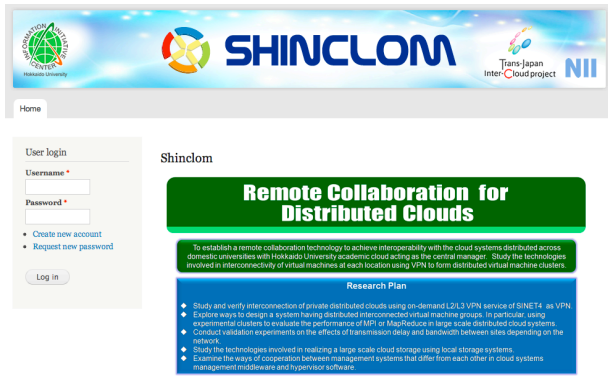 INFORMATION INITIATIVE CENTER
Hokkaido University
SHINCLOM
Trans-Japan
Inter-Cloud project
NII
Home
User login
Username *
Password *
Create new account
Request new password
Log in
Shinclom
Remote Collaboration for
Distributed Clouds
To establish a remote collaboration technology to achieve interoperability with the cloud systems distributed across
domestic universities with Hokkaido University academic cloud acting as the central manager. Study the technologies
involved in interconnectivity of virtual machines at each location using VPN to form distributed virtual machine clusters.
Research Plan
◆ Study and verify interconnection of private distributed clouds using on-demand L2/L3 VPN service of SINET4 as VPN.
◆ Explore ways to design a system having distributed interconnected virtual machine groups. In particular, using
experimental clusters to evaluate the performance of MPI or MapReduce in large scale distributed cloud systems.
◆ Conduct validation experiments on the effects of transmission delay and bandwidth between sites depending on the
network.
◆ Study the technologies involved in realizing a large scale cloud storage using local storage systems.
◆ Examine the ways of cooperation between management systems that differ from each other in cloud systems
management middleware and hypervisor software.